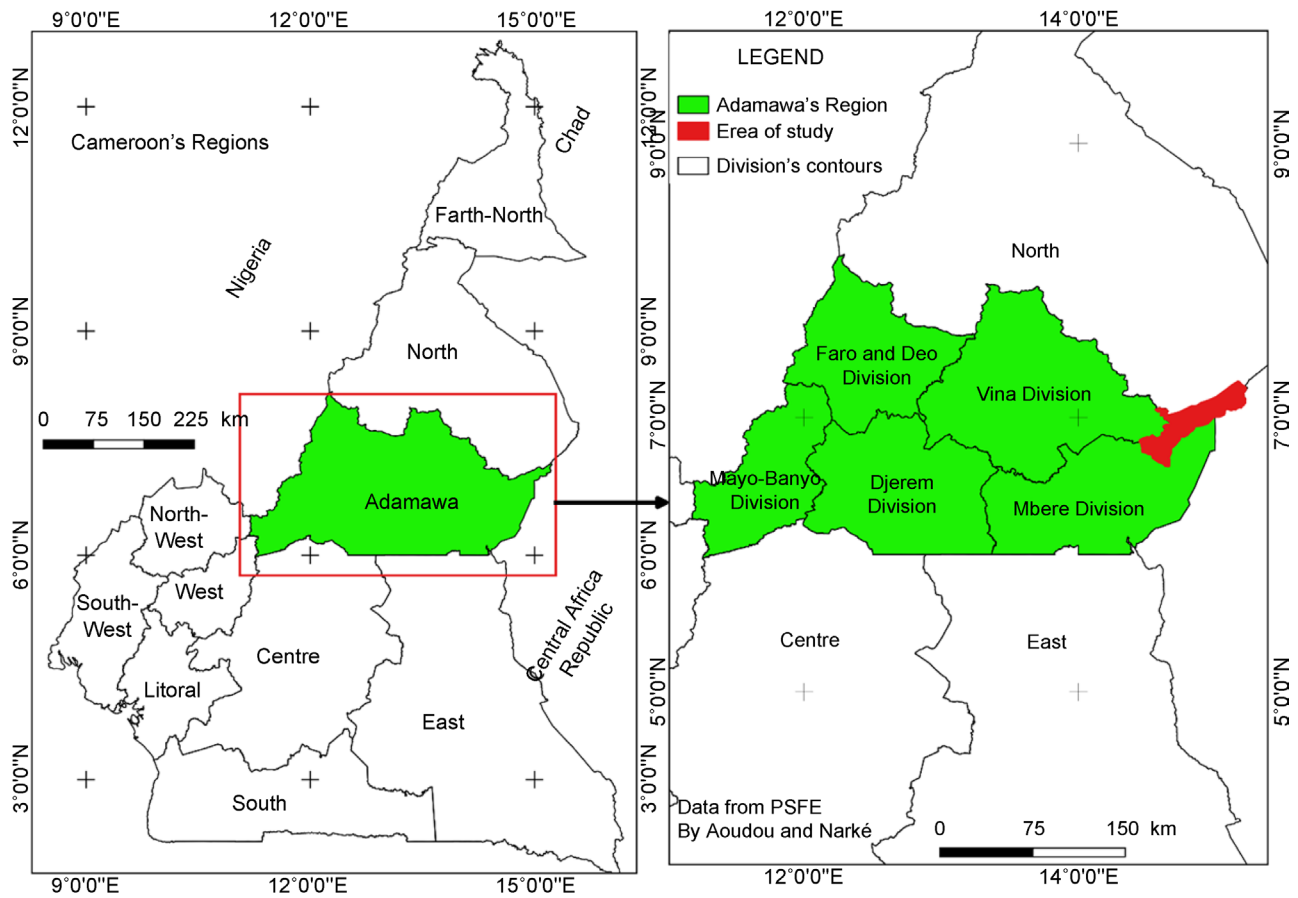 9°0'0"E 12°0'0"E 15°0'0"E
12°0'0"N
9°0'0"N
6°0'0"N
3°0'0"N
Cameroon's Regions
Chad
Nigeria
Farth-North
North
0 75 150 225 km
Adamawa
North-
West
West
South-
West
Litoral
Centre
East
South
Central Africa
Republic
12°0'0"N
9°0'0"N
6°0'0"N
3°0'0"N
9°0'0"E 12°0'0"E 15°0'0"E
12°0'0"E 14°0'0"E
9°0'0"N
7°0'0"N
5°0'0"N
LEGEND
Adamawa's Region
Erea of study
Division's contours
North
Faro and Deo
Division
Vina Division
Mayo-Banyo
Division
Djerem
Division
Mbere Division
Centre
East
Data from PSFE
By Aoudou and Narké
0 75 150 km
9°0'0"N
7°0'0"N
5°0'0"N
12°0'0"E 14°0'0"E